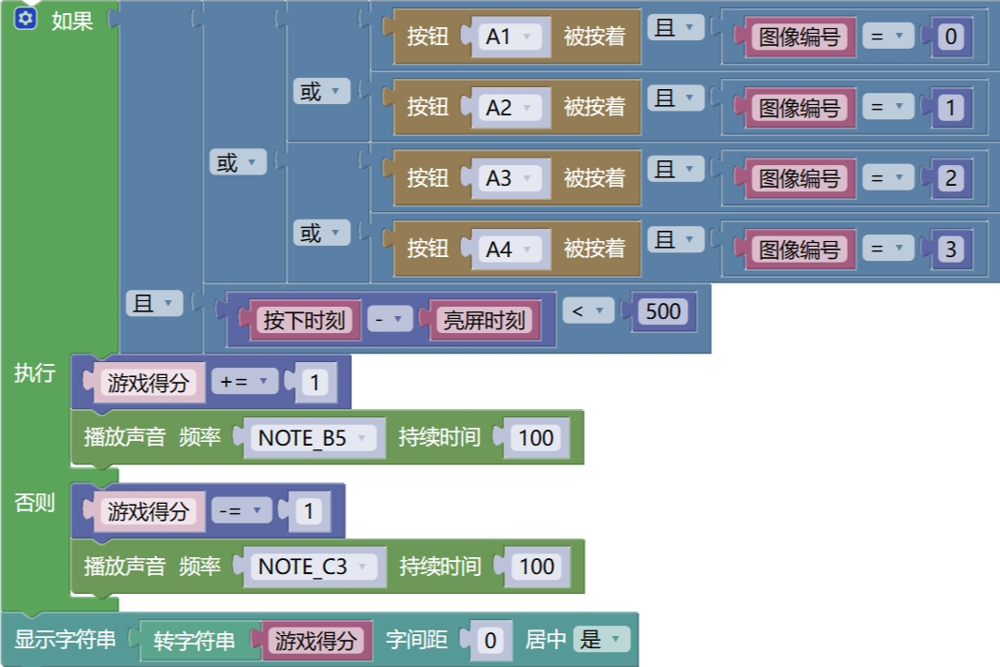 如果
按钮 A1 被按着 且 图像编号 = 0
或
按钮 A2 被按着 且 图像编号 = 1
或
按钮 A3 被按着 且 图像编号 = 2
或
按钮 A4 被按着 且 图像编号 = 3
且 按下时刻 - 亮屏时刻 < 500
执行 游戏得分 += 1
播放声音 频率 NOTE_B5 持续时间 100
否则 游戏得分 -= 1
播放声音 频率 NOTE_C3 持续时间 100
显示字符串 转字符串 游戏得分 字间距 0 居中 是